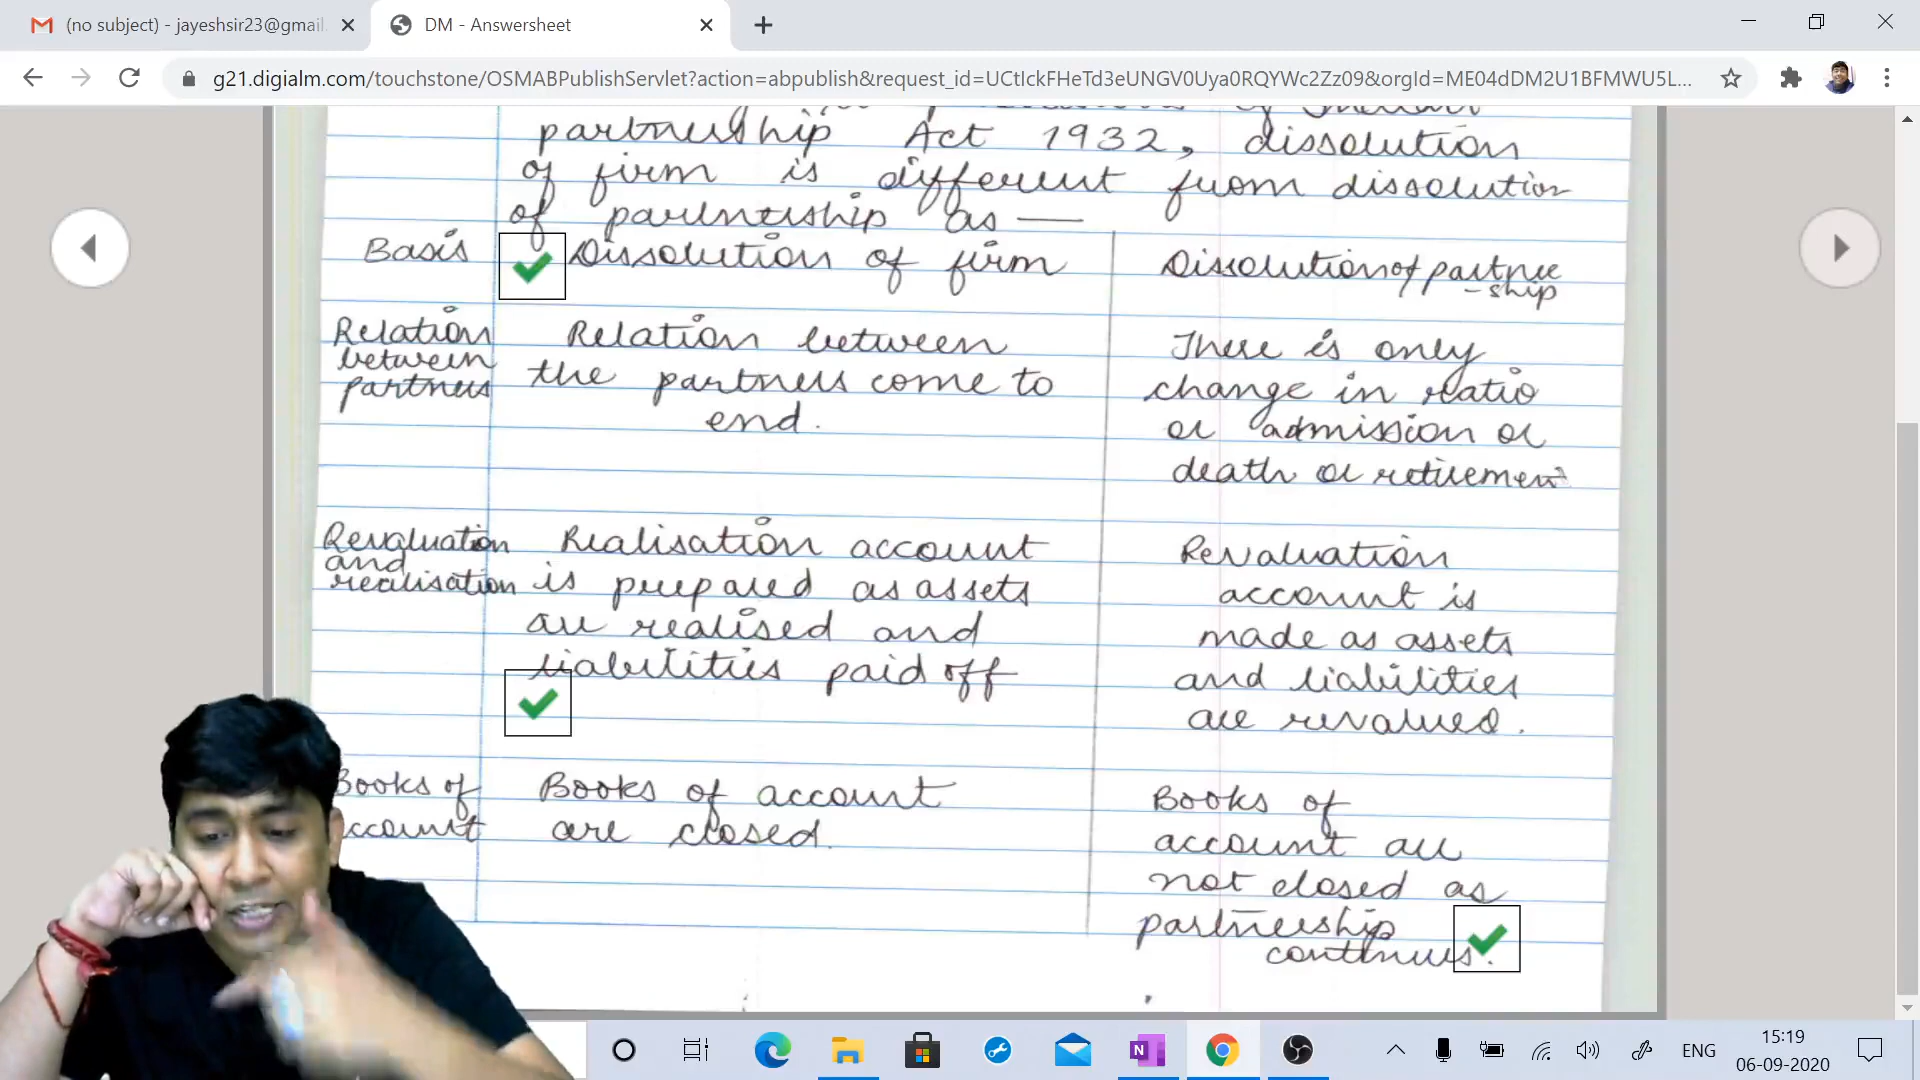 (no subject) - jayeshsir23@gmail.
DM - Answersheet
g21.digialm.com/touchstone/OSMABPublishServlet?action=abpublish&request_id=UCtIckFHeTd3eUNGV0Uya0RQYWc2Zz09&orgId=ME04dDM2U1BFMWU5L...
partnership Act 1932, dissolution
of firm is different from dissolution
of partnership as —
Basis Dissolution of firm Dissolution of partner
-ship
Relation between partners
Relation between
the partners come to
end.
There is only
change in ratio
or admission or
death or retirement
Revaluation
and
realisation
Realisation account
is prepared as assets
are realised and
liabilities paid off
Revaluation
account is
made as assets
and liabilities
are revalued.
Books of
account
Books of account
are closed.
Books of
account are
not closed as
partnership
continues.
ENG
15:19
06-09-2020